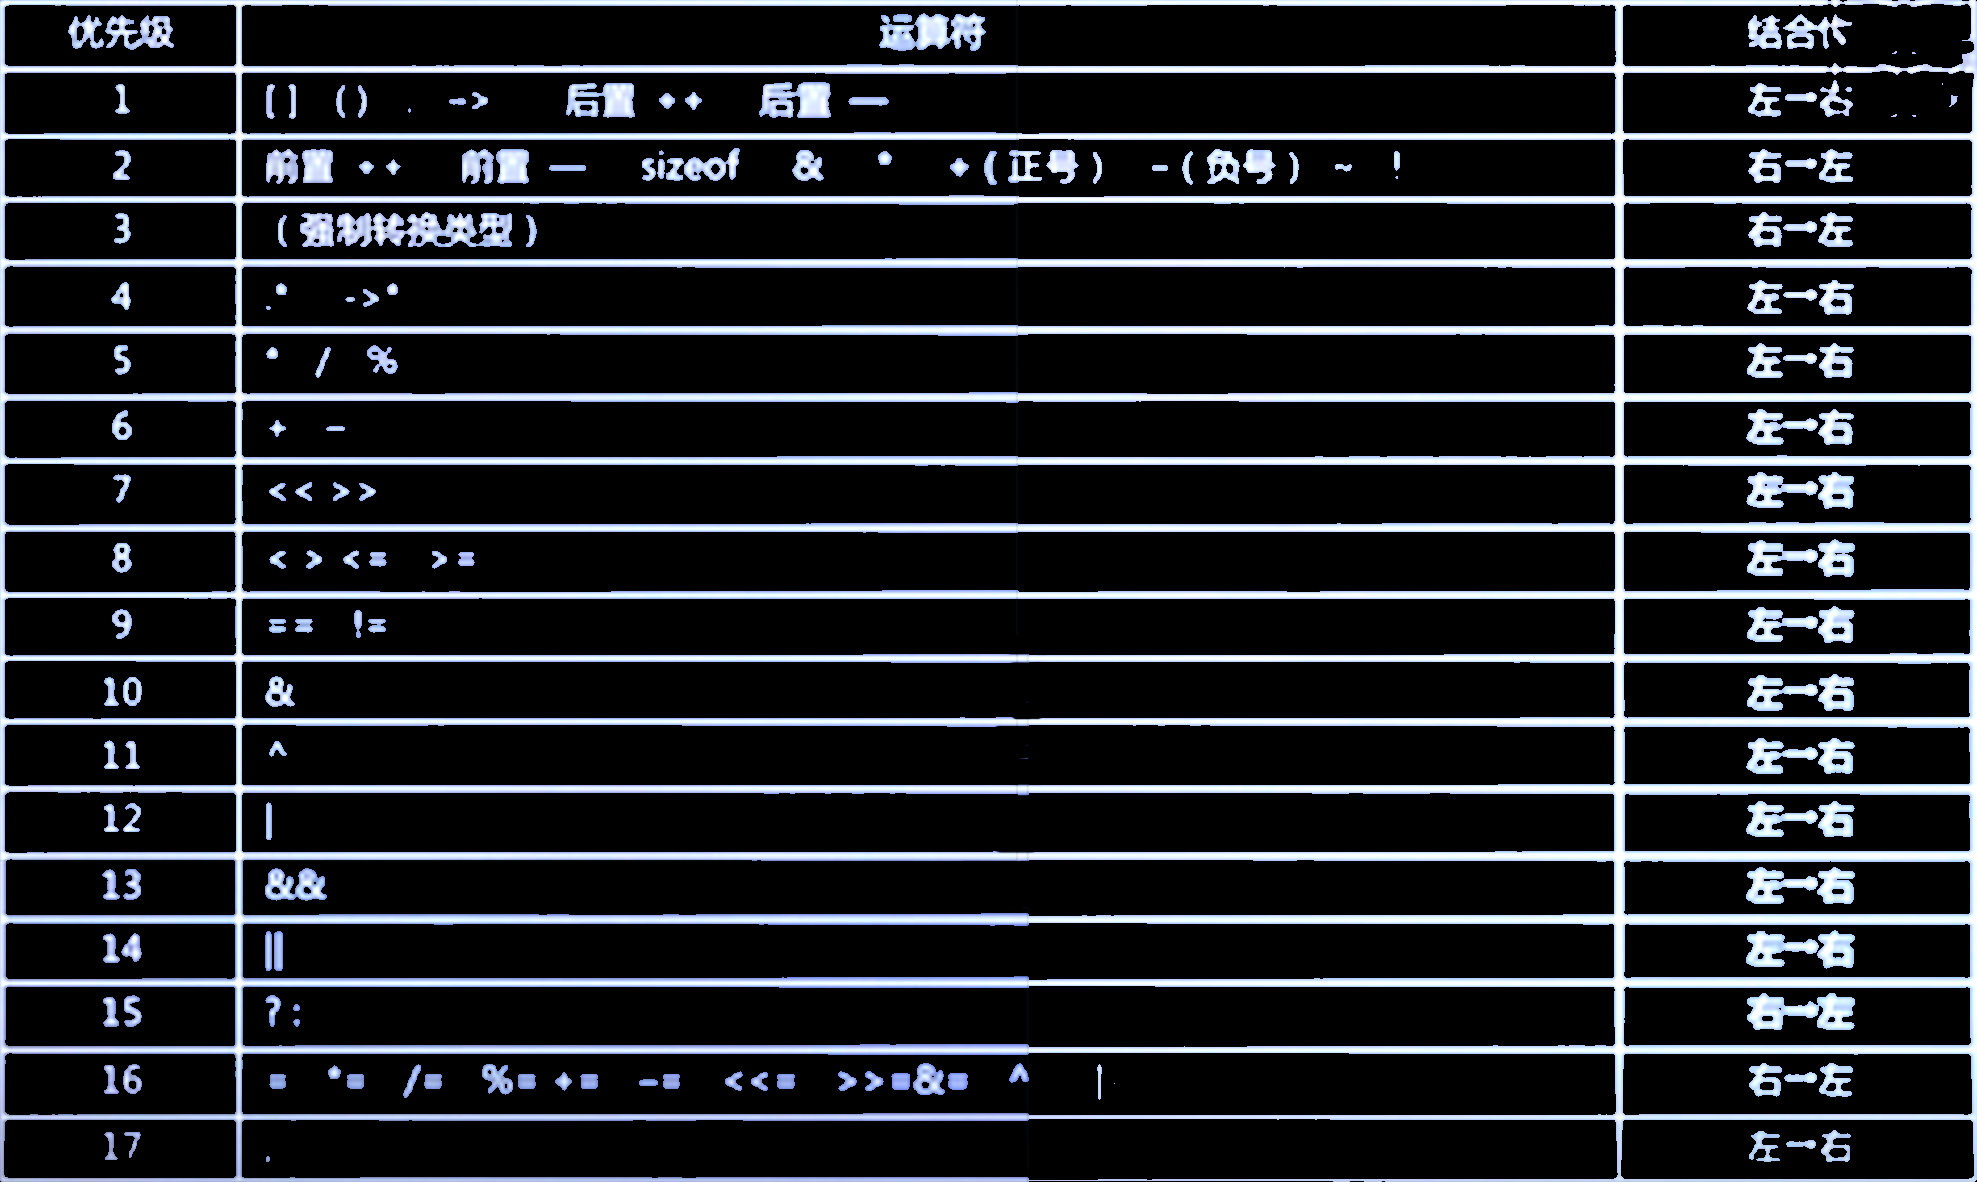 优先级 运算符 结合
1 [] () . -> 后置 ++ 后置 — 左→右
2 前置 ++ 前置 — sizeof & * +(正号) -(负号) ~ ! 右→左
3 (强制转换类型) 右→左
4 .* ->* 左→右
5 * / % 左→右
6 + - 左→右
7 << >> 左→右
8 < > <= >= 左→右
9 == != 左→右
10 & 左→右
11 ^ 左→右
12 | 左→右
13 && 左→右
14 || 左→右
15 ?: 右→左
16 = *= /= %= += -= <<= >>=&= ^ | 右→左
17 . 左→右